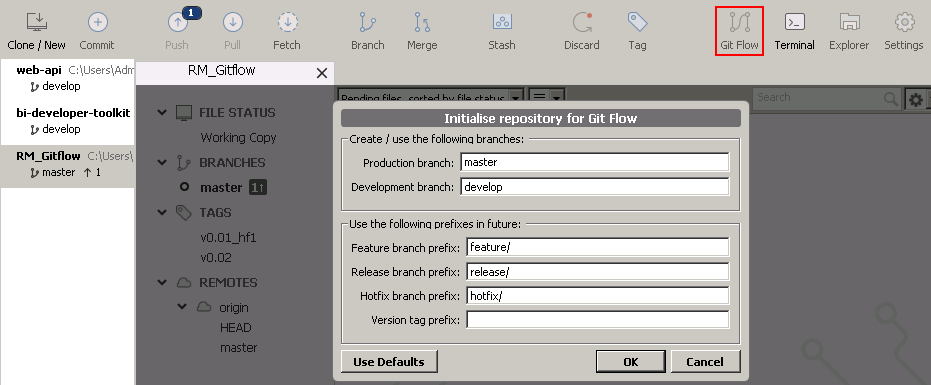 1
Clone / New Commit Push Pull Fetch Branch Merge Stash Discard Tag Git Flow Terminal Explorer Settings
web-api C:\Users\Adm
develop
bi-developer-toolkit
develop
RM_Gitflow C:\Users\
master 1
RM_Gitflow
FILE STATUS
Working Copy
BRANCHES
master 1
TAGS
v0.01_hf1
v0.02
REMOTES
origin
HEAD
master
Pending files, sorted by file status
Search
Initialise repository for Git Flow
Create / use the following branches:
Production branch: master
Development branch: develop
Use the following prefixes in future:
Feature branch prefix: feature/
Release branch prefix: release/
Hotfix branch prefix: hotfix/
Version tag prefix:
Use Defaults OK Cancel